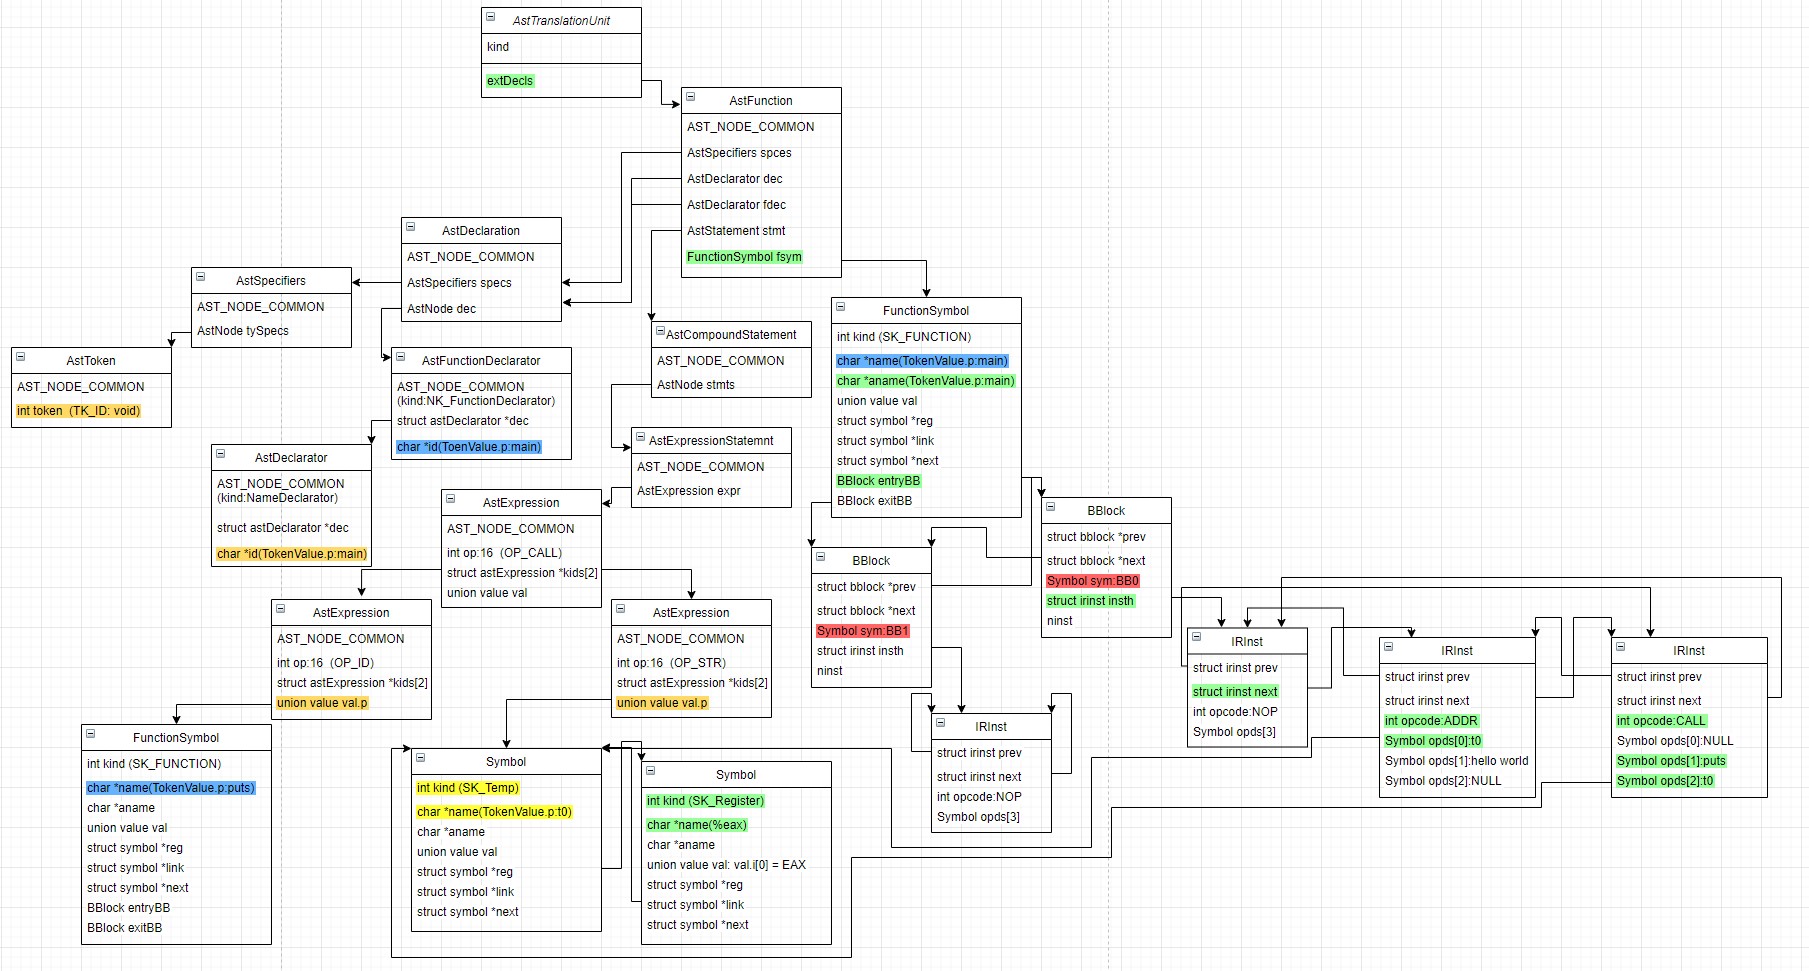 AstTranslationUnit
kind
extDecls
AstFunction
AST_NODE_COMMON
AstSpecifiers spces
AstDeclarator dec
AstDeclarator fdec
AstStatement stmt
FunctionSymbol fsym
AstDeclaration
AST_NODE_COMMON
AstSpecifiers specs
AstNode dec
AstSpecifiers
AST_NODE_COMMON
AstNode tySpecs
AstToken
AST_NODE_COMMON
int token (TK_ID: void)
AstFunctionDeclarator
AST_NODE_COMMON
(kind:NK_FunctionDeclarator)
struct astDeclarator *dec
char *id(ToenValue.p:main)
AstDeclarator
AST_NODE_COMMON
(kind:NameDeclarator)
struct astDeclarator *dec
char *id(TokenValue.p:main)
AstCompoundStatement
AST_NODE_COMMON
AstNode stmts
AstExpressionStatemnt
AST_NODE_COMMON
AstExpression expr
AstExpression
AST_NODE_COMMON
int op:16 (OP_CALL)
struct astExpression *kids[2]
union value val
AstExpression
AST_NODE_COMMON
int op:16 (OP_ID)
struct astExpression *kids[2]
union value val.p
AstExpression
AST_NODE_COMMON
int op:16 (OP_STR)
struct astExpression *kids[2]
union value val.p
FunctionSymbol
int kind (SK_FUNCTION)
char *name(TokenValue.p:main)
char *aname(TokenValue.p:main)
union value val
struct symbol *reg
struct symbol *link
struct symbol *next
BBlock entryBB
BBlock exitBB
BBlock
struct bblock *prev
struct bblock *next
Symbol sym:BB0
struct irinst insth
ninst
BBlock
struct bblock *prev
struct bblock *next
Symbol sym:BB1
struct irinst insth
ninst
IRInst
struct irinst prev
struct irinst next
int opcode:NOP
Symbol opds[3]
IRInst
struct irinst prev
struct irinst next
int opcode:ADDR
Symbol opds[0]:t0
Symbol opds[1]:hello world
Symbol opds[2]:NULL
IRInst
struct irinst prev
struct irinst next
int opcode:CALL
Symbol opds[0]:NULL
Symbol opds[1]:puts
Symbol opds[2]:t0
IRInst
struct irinst prev
struct irinst next
int opcode:NOP
Symbol opds[3]
FunctionSymbol
int kind (SK_FUNCTION)
char *name(TokenValue.p:puts)
char *aname
union value val
struct symbol *reg
struct symbol *link
struct symbol *next
BBlock entryBB
BBlock exitBB
Symbol
int kind (SK_Temp)
char *name(TokenValue.p:t0)
char *aname
union value val
struct symbol *reg
struct symbol *link
struct symbol *next
Symbol
int kind (SK_Register)
char *name(%eax)
char *aname
union value val: val.i[0] = EAX
struct symbol *reg
struct symbol *link
struct symbol *next